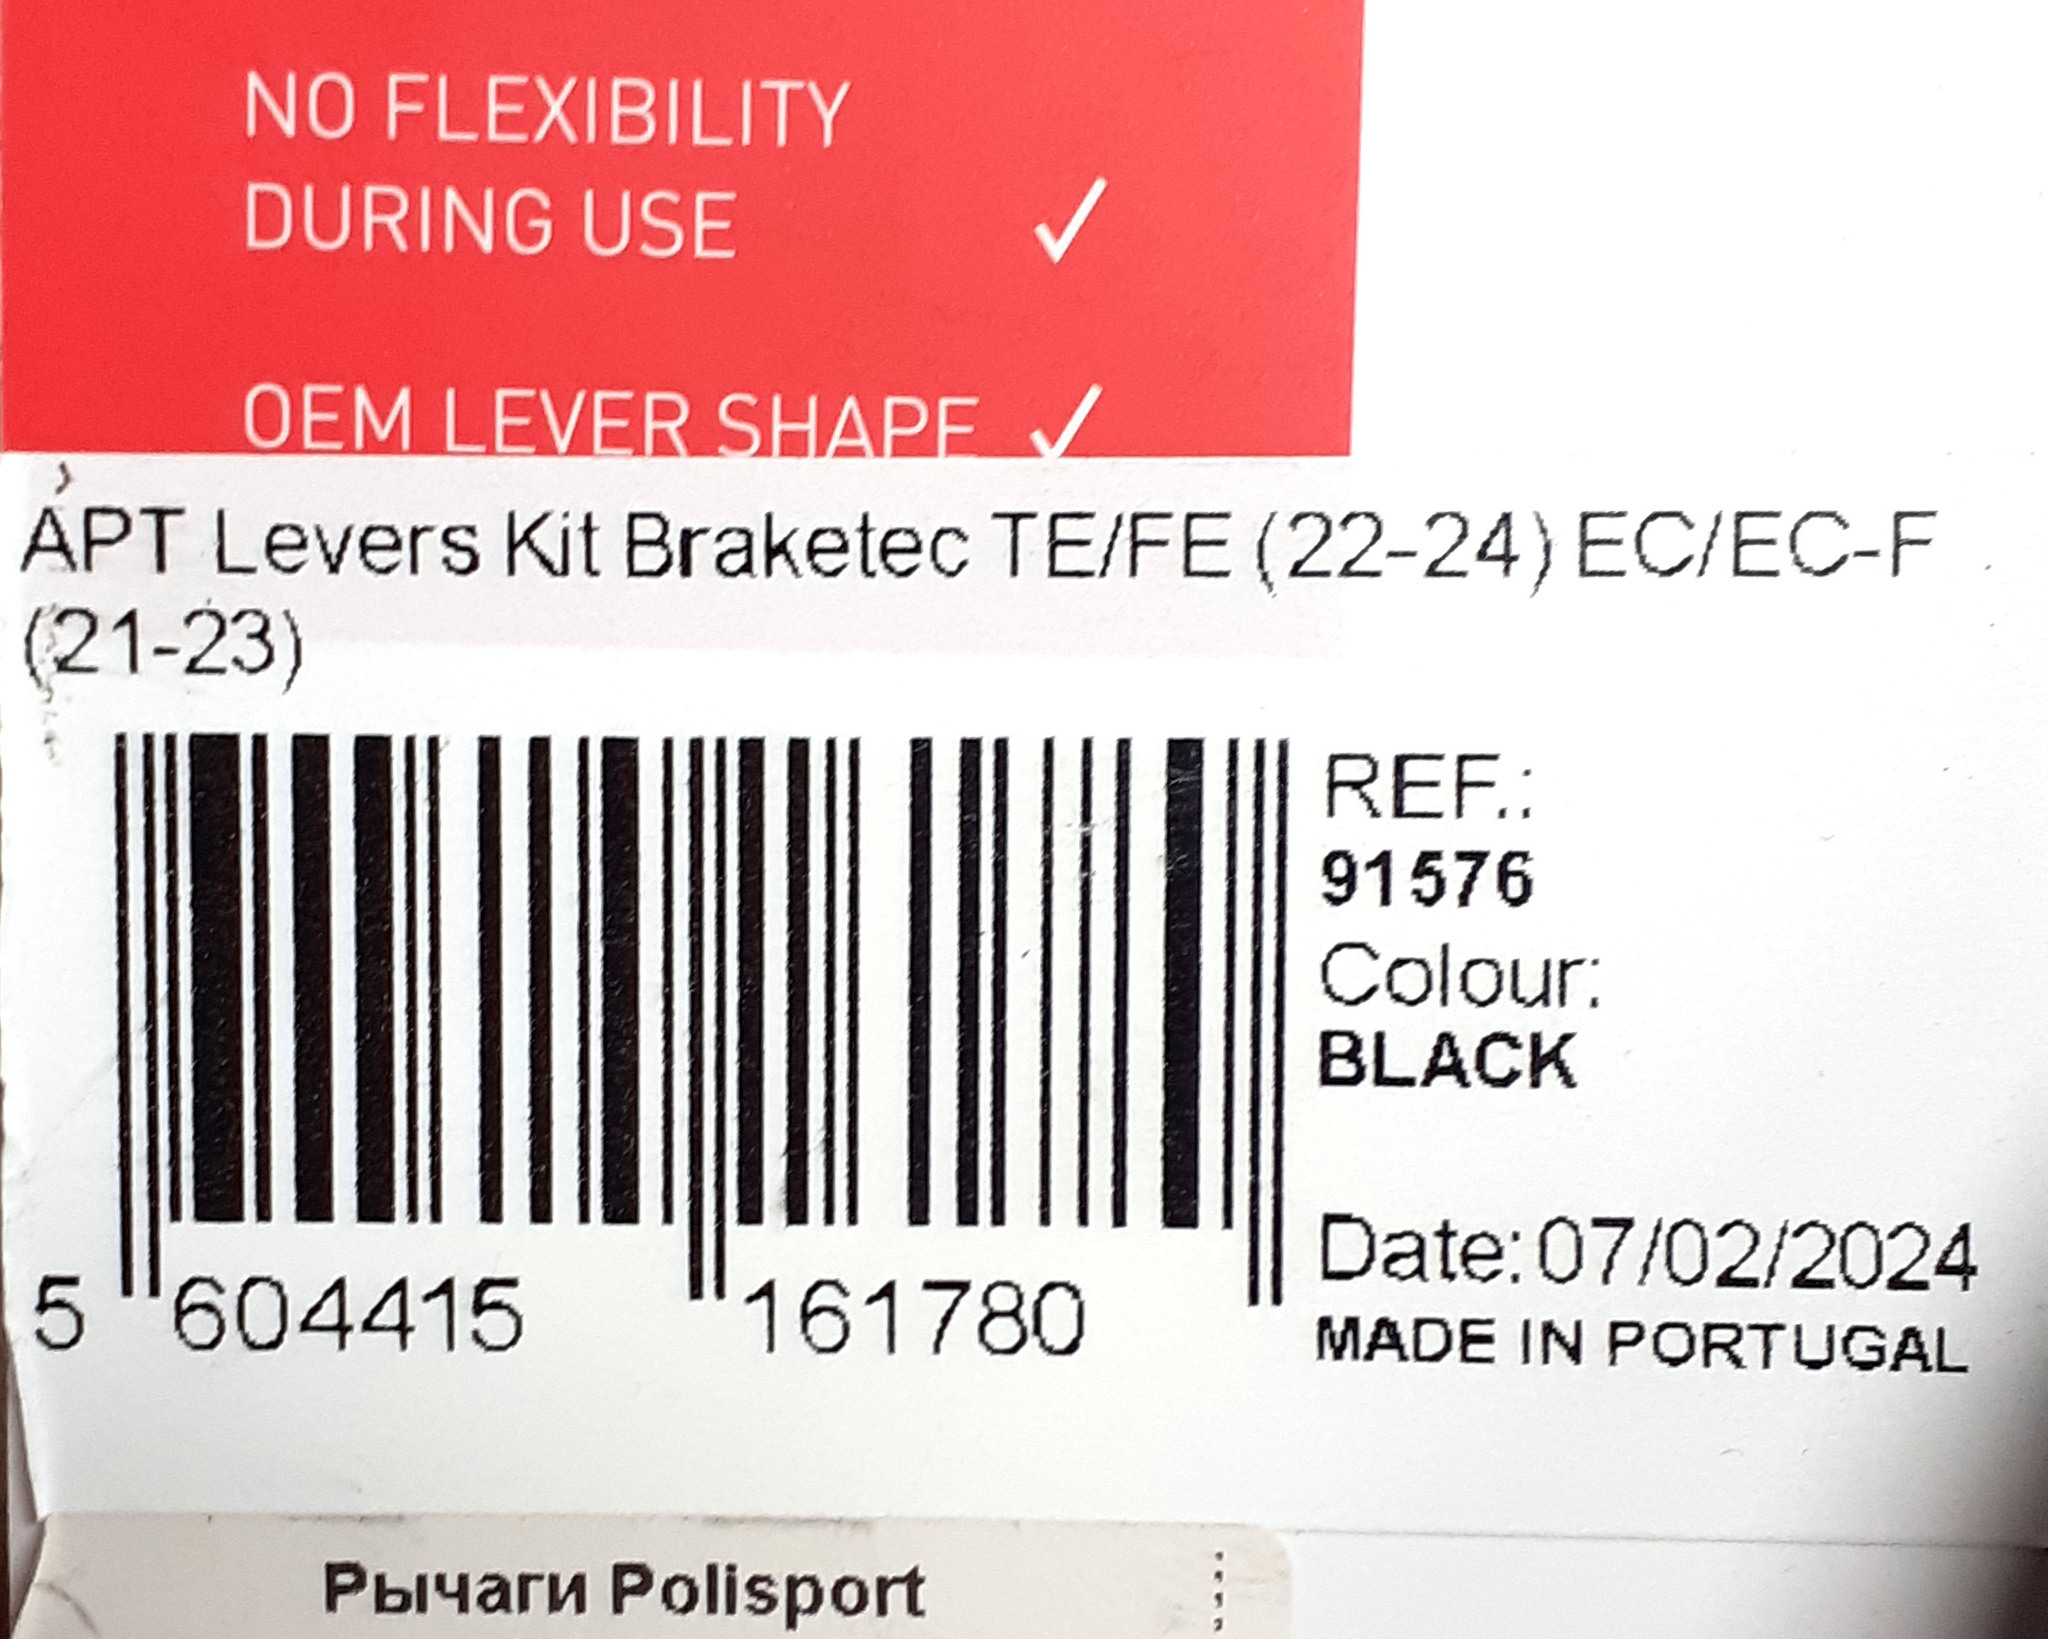 NO FLEXIBILITY
DURING USE ✓
OEM LEVER SHAPE ✓
APT Levers Kit Braketec TE/FE (22-24) EC/EC-F
(21-23)
REF.:
91576
Colour:
BLACK
Date: 07/02/2024
MADE IN PORTUGAL
5 604415 161780
Рычаги Polisport